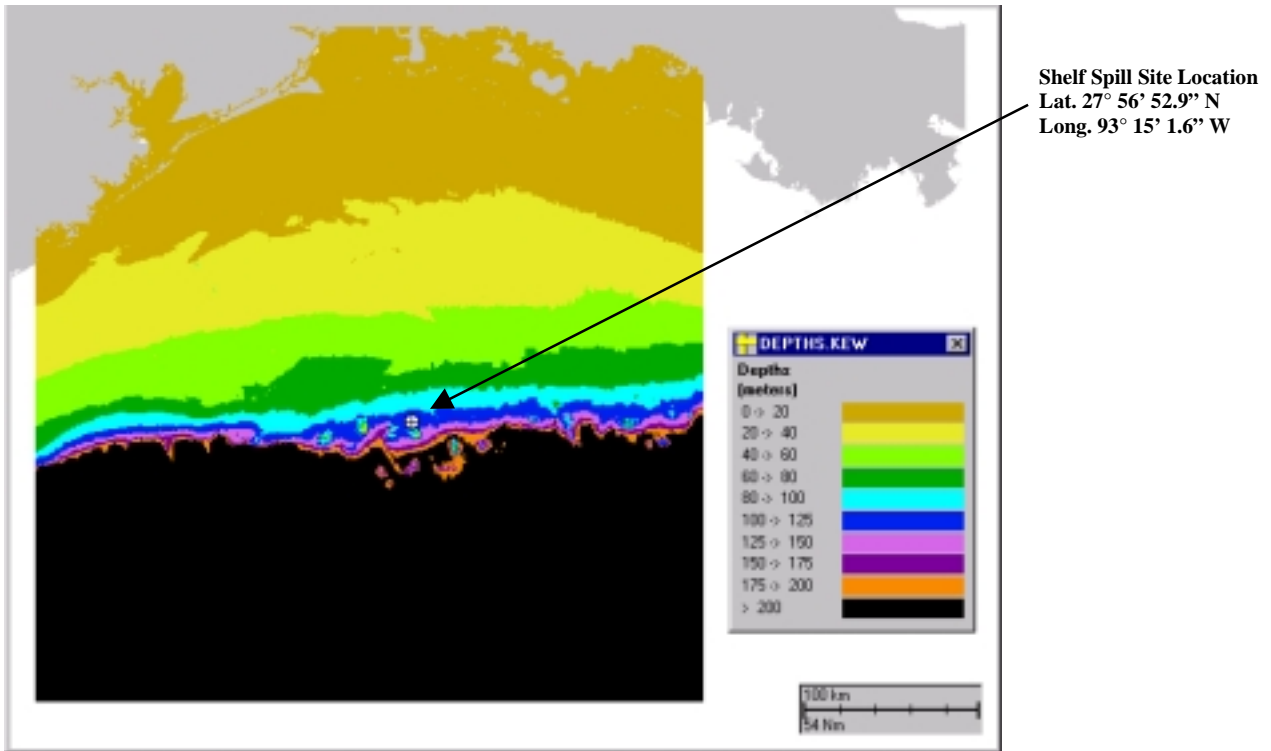 Shelf Spill Site Location
Lat. 27° 56’ 52.9” N
Long. 93° 15’ 1.6” W
DEPTHS.KEW
Depths
(meters)
0 -> 20
20 -> 40
40 -> 60
60 -> 80
80 -> 100
100 -> 125
125 -> 150
150 -> 175
175 -> 200
> 200
100 km
54 Nm